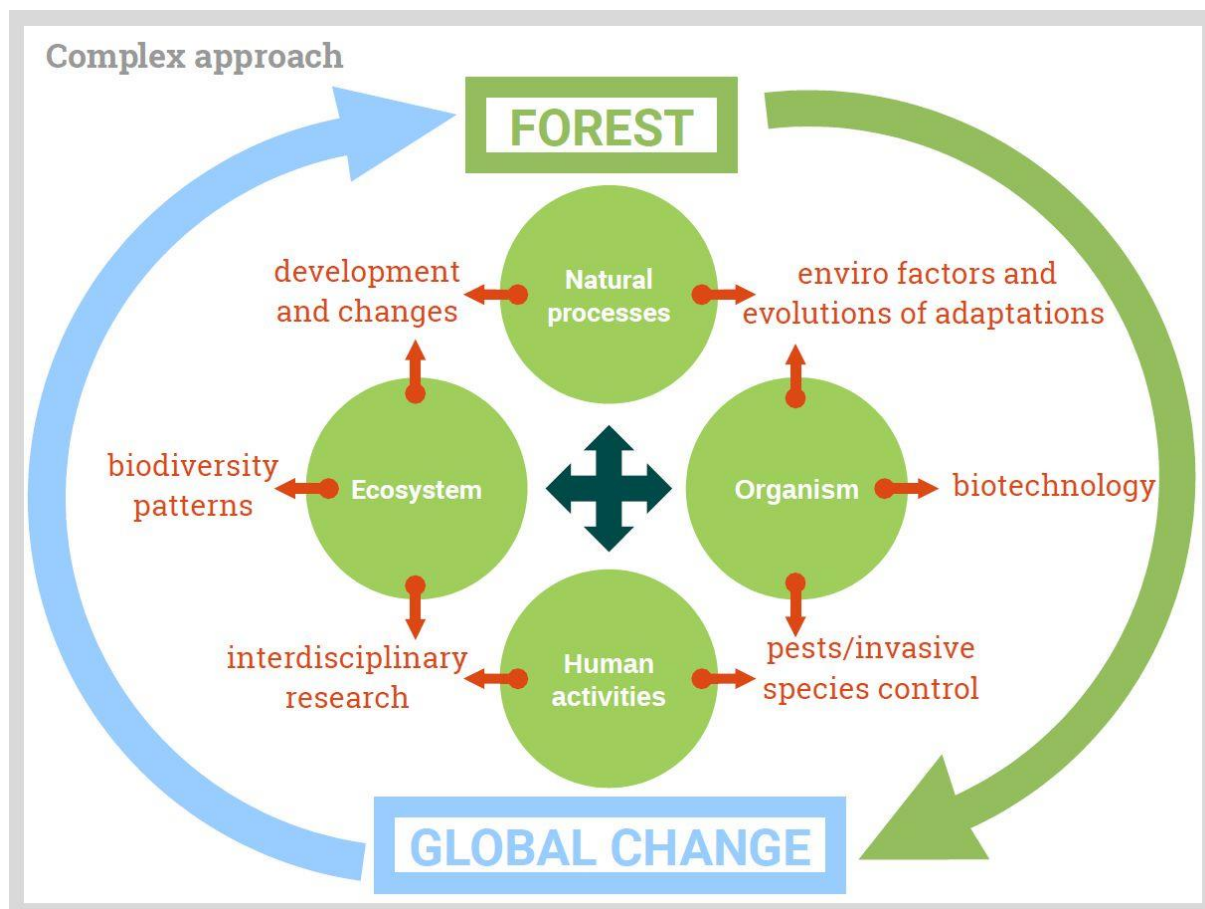 Complex approach
FOREST
Natural
processes
development
and changes
enviro factors and
evolutions of adaptations
Ecosystem
biodiversity
patterns
Organism
biotechnology
interdisciplinary
research
Human
activities
pests/invasive
species control
GLOBAL CHANGE